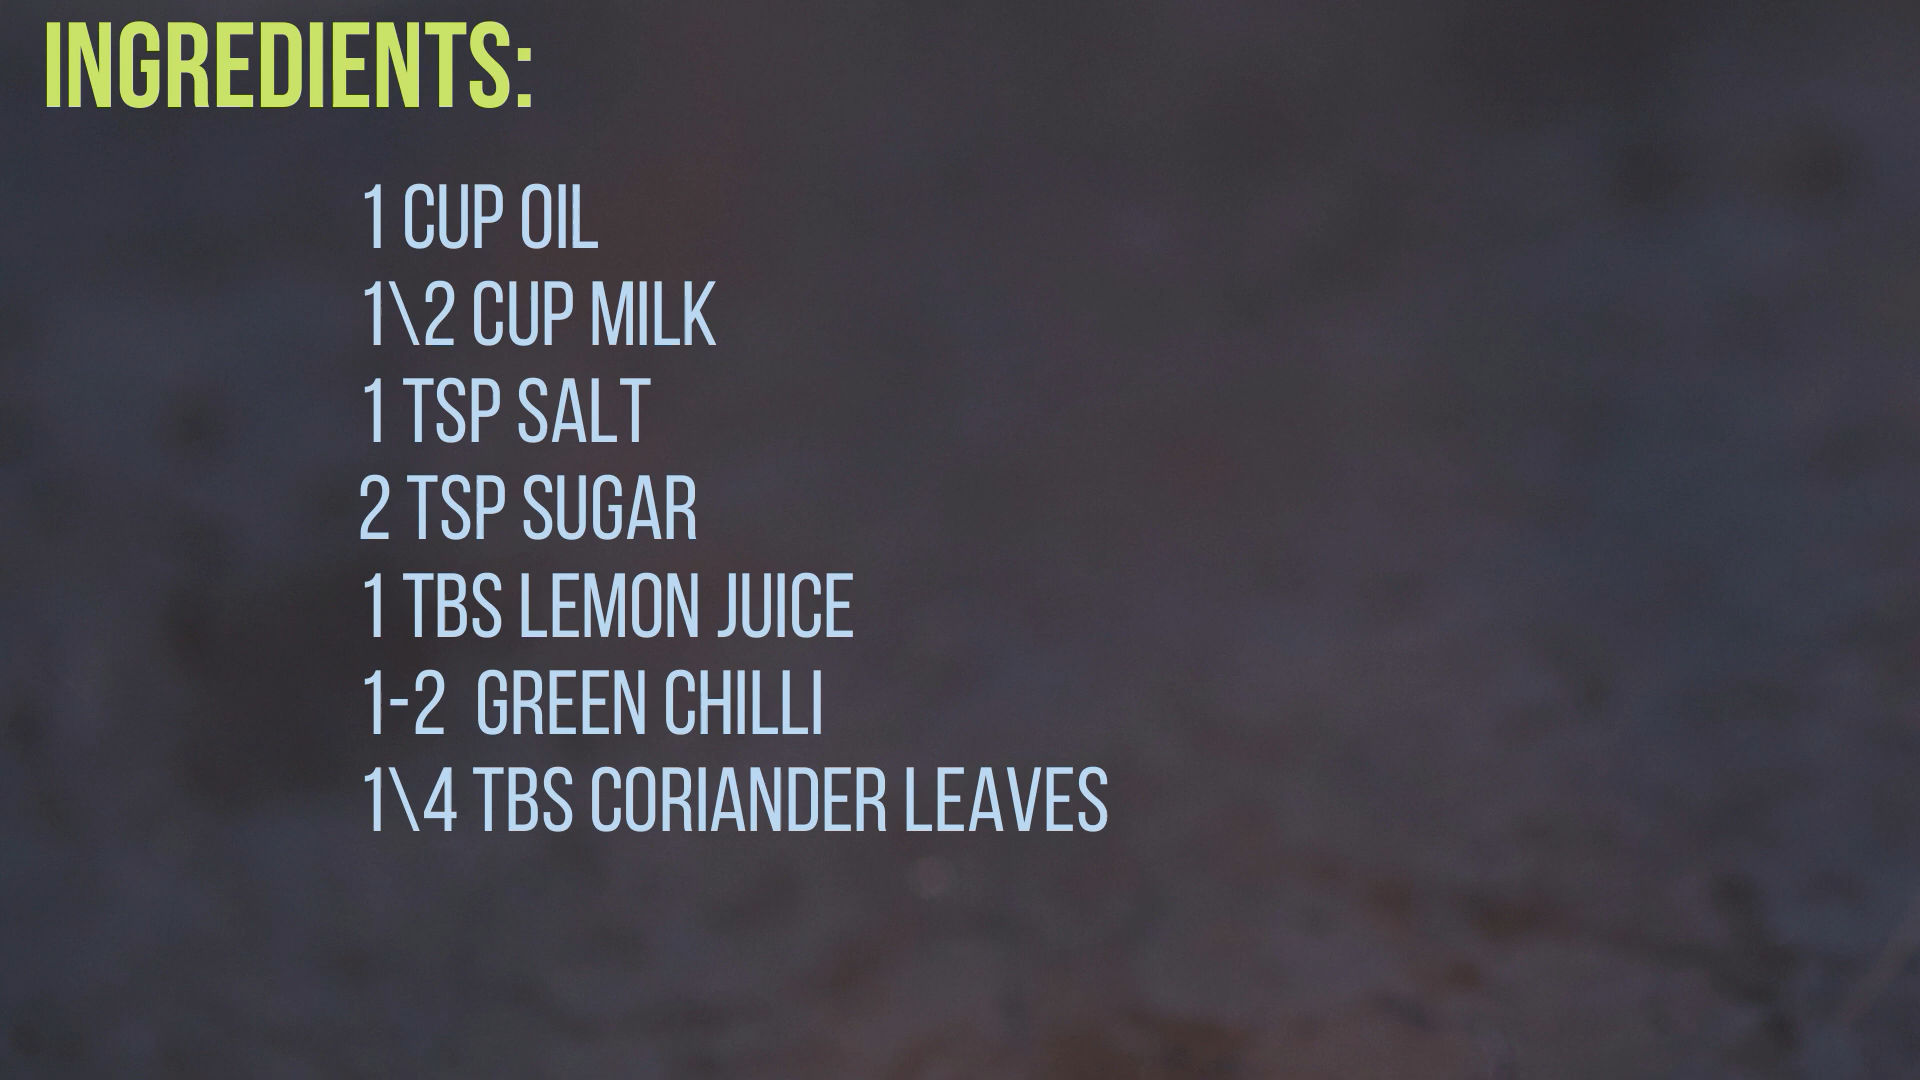 INGREDIENTS:
1 CUP OIL
1\2 CUP MILK
1 TSP SALT
2 TSP SUGAR
1 TBS LEMON JUICE
1-2 GREEN CHILLI
1\4 TBS CORIANDER LEAVES